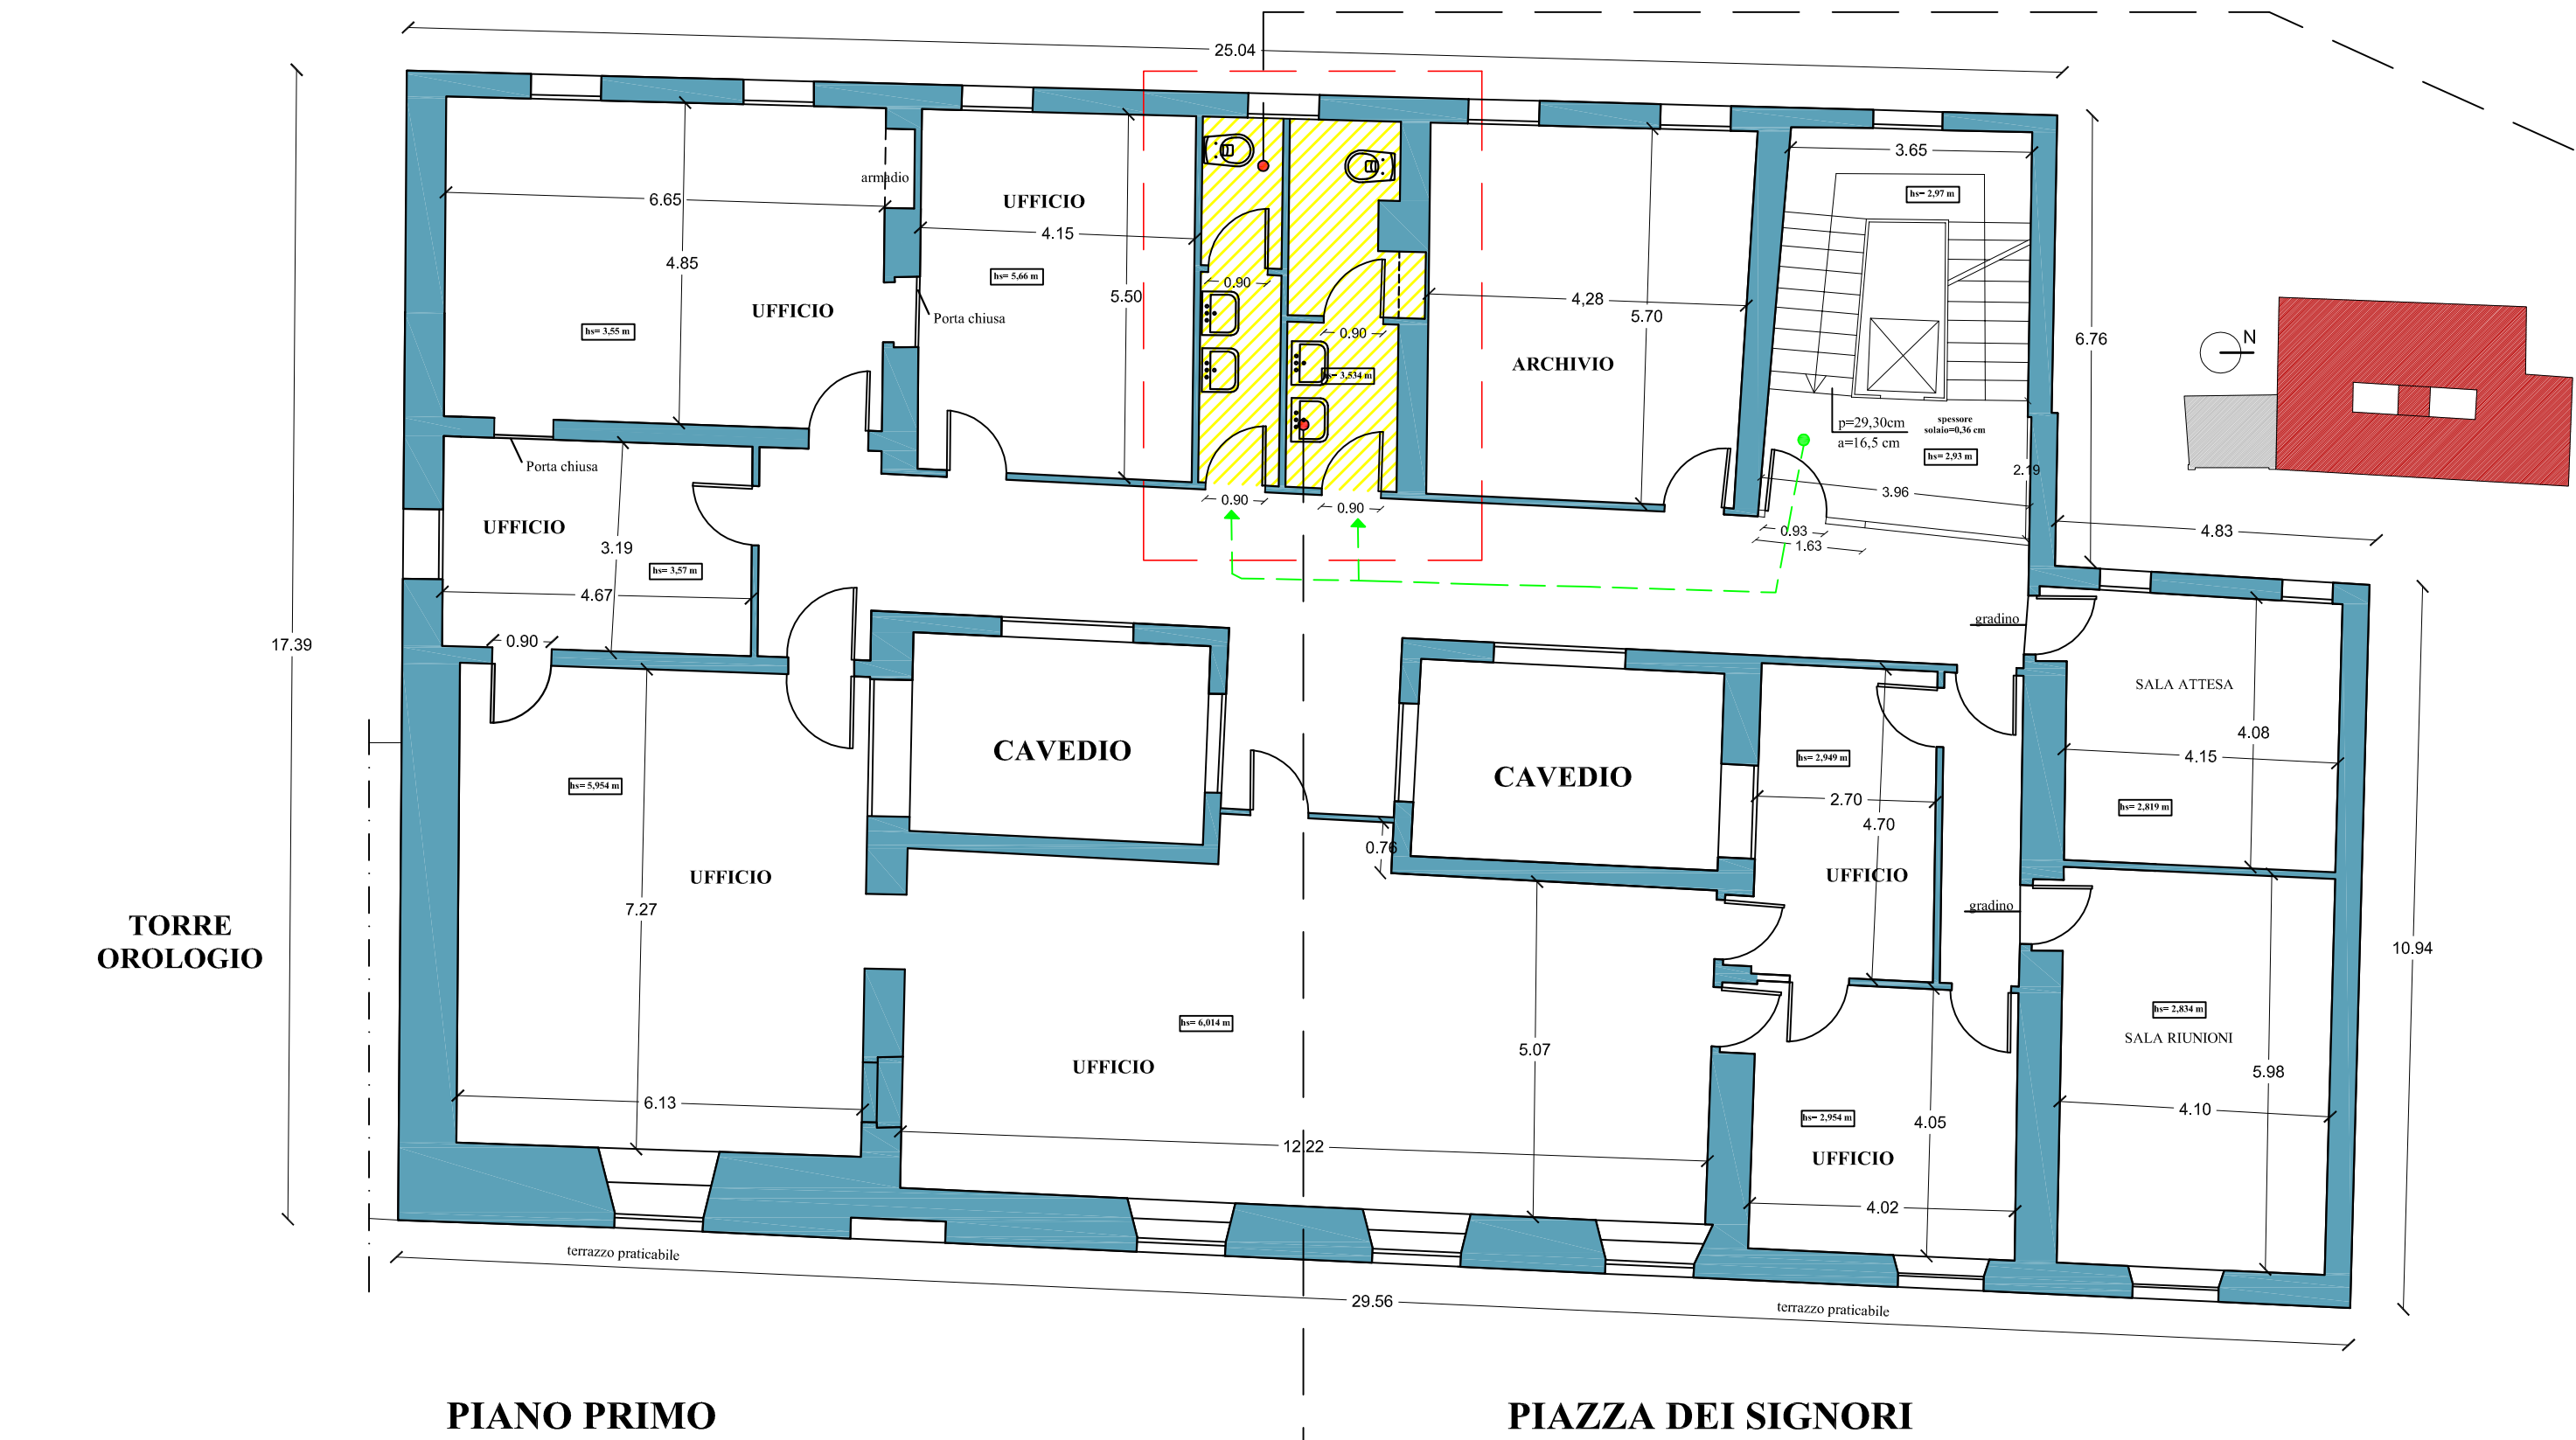 25.04
3.65
hs= 2,97 m
armadio
UFFICIO
6.65
4.15
4.85
hs= 5,66 m
5.50
0.90
4,28
5.70
UFFICIO
Porta chiusa
hs= 3,55 m
0.90
6.76
N
ARCHIVIO
hs= 3,534 m
p=29,30cm
a=16,5 cm
spessore
solaio=0,36 cm
hs= 2,93 m
Porta chiusa
2.19
3.96
0.90
0.90
0.93
1.63
4.83
UFFICIO
3.19
hs= 3,57 m
4.67
gradino
0.90
17.39
SALA ATTESA
4.08
4.15
CAVEDIO
CAVEDIO
hs= 2,949 m
hs= 5,954 m
2.70
hs= 2,819 m
4.70
0.76
UFFICIO
UFFICIO
7.27
gradino
TORRE
OROLOGIO
10.94
hs= 6,014 m
hs= 2,834 m
SALA RIUNIONI
5.07
UFFICIO
5.98
6.13
4.10
hs= 2,954 m
4.05
12.22
UFFICIO
4.02
terrazzo praticabile
29.56
terrazzo praticabile
PIANO PRIMO
PIAZZA DEI SIGNORI